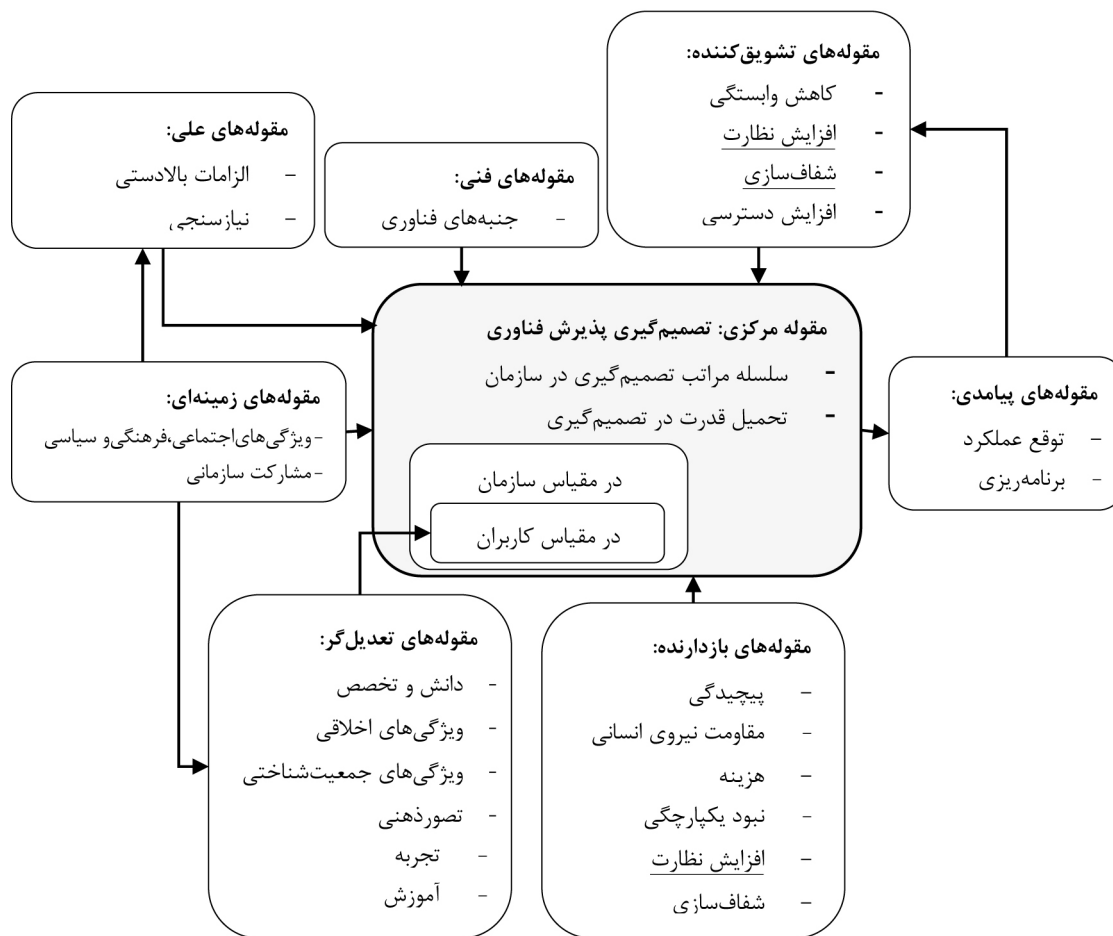 مقوله‌های تشویق‌کننده:
- کاهش وابستگی
- افزایش نظارت
- شفاف‌سازی
- افزایش دسترسی
مقوله‌های فنی:
- جنبه‌های فناوری
مقوله‌های علی:
- الزامات بالادستی
- نیازسنجی
مقوله مرکزی: تصمیم‌گیری پذیرش فناوری
- سلسله مراتب تصمیم‌گیری در سازمان
- تحمیل قدرت در تصمیم‌گیری
در مقیاس سازمان
در مقیاس کاربران
مقوله‌های پیامدی:
- توقع عملکرد
- برنامه‌ریزی
مقوله‌های زمینه‌ای:
-ویژگی‌های‌اجتماعی،فرهنگی‌و سیاسی
-مشارکت سازمانی
مقوله‌های بازدارنده:
- پیچیدگی
- مقاومت نیروی انسانی
- هزینه
- نبود یکپارچگی
- افزایش نظارت
- شفاف‌سازی
مقوله‌های تعدیل‌گر:
- دانش و تخصص
- ویژگی‌های اخلاقی
- ویژگی‌های جمعیت‌شناختی
- تصورذهنی
- تجربه
- آموزش